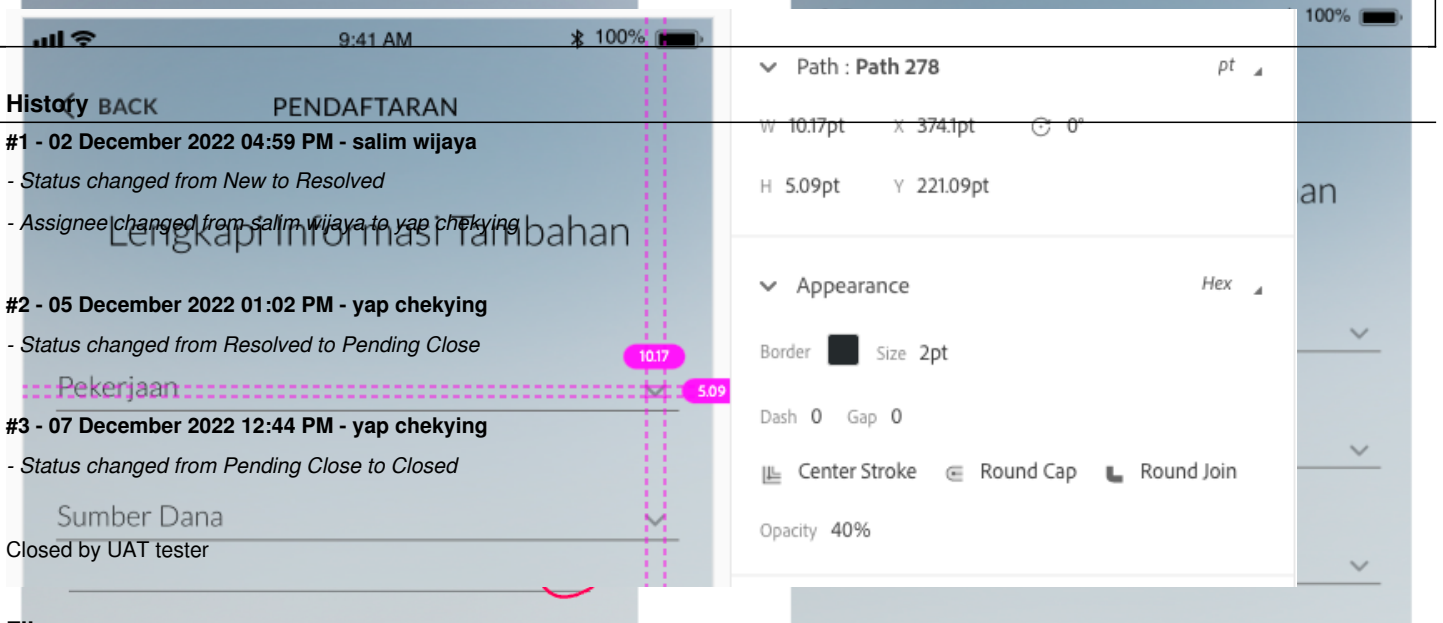 100%
9:41 AM
100%
Path : Path 278
pt
History
BACK
PENDAFTARAN
W 10.17pt X 374.1pt 0°
#1 - 02 December 2022 04:59 PM - salim wijaya
- Status changed from New to Resolved
H 5.09pt Y 221.09pt
an
- Assignee changed from salim wijaya to yap chekying
Lengkapi Informasi Tambahan
Appearance
Hex
#2 - 05 December 2022 01:02 PM - yap chekying
- Status changed from Resolved to Pending Close
Border Size 2pt
10.17
Pekerjaan
5.09
Dash 0 Gap 0
#3 - 07 December 2022 12:44 PM - yap chekying
- Status changed from Pending Close to Closed
Center Stroke Round Cap Round Join
Sumber Dana
Opacity 40%
Closed by UAT tester